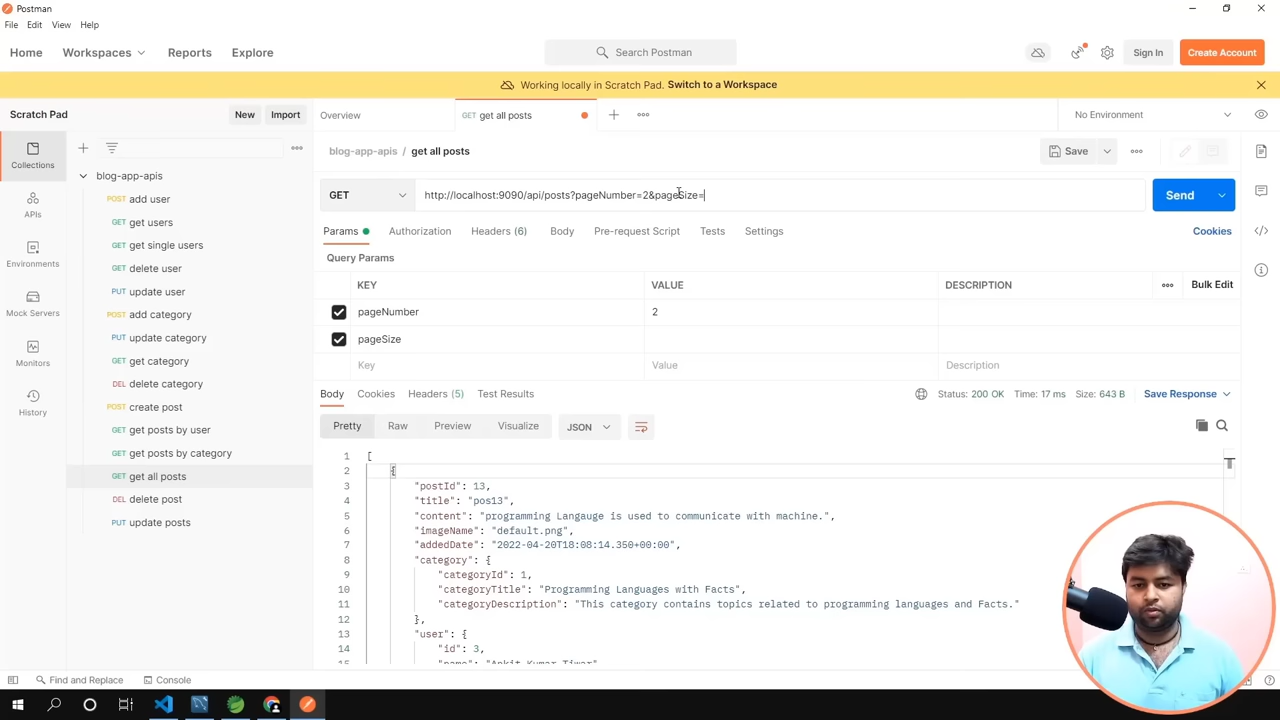 Postman
File Edit View Help
Home Workspaces Reports Explore Search Postman Sign In Create Account
Working locally in Scratch Pad. Switch to a Workspace
Scratch Pad New Import Overview GET get all posts No Environment
Collections
APIs
Environments
Mock Servers
Monitors
History
blog-app-apis
POST add user
GET get users
GET get single users
DEL delete user
PUT update user
POST add category
PUT update category
GET get category
DEL delete category
POST create post
GET get posts by user
GET get posts by category
GET get all posts
DEL delete post
PUT update posts
blog-app-apis / get all posts Save
GET http://localhost:9090/api/posts?pageNumber=2&pageSize= Send
Params Authorization Headers (6) Body Pre-request Script Tests Settings Cookies
Query Params
KEY VALUE DESCRIPTION Bulk Edit
pageNumber 2
pageSize
Key Value Description
Body Cookies Headers (5) Test Results Status: 200 OK Time: 17 ms Size: 643 B Save Response
Pretty Raw Preview Visualize JSON
1 [
2 {
3 "postId": 13,
4 "title": "pos13",
5 "content": "programming Langauge is used to communicate with machine.",
6 "imageName": "default.png",
7 "addedDate": "2022-04-20T18:08:14.350+00:00",
8 "category": {
9 "categoryId": 1,
10 "categoryTitle": "Programming Languages with Facts",
11 "categoryDescription": "This category contains topics related to programming languages and Facts."
12 },
13 "user": {
14 "id": 3,
15 "name": "Ankit Kumar Tiwar"
Find and Replace Console